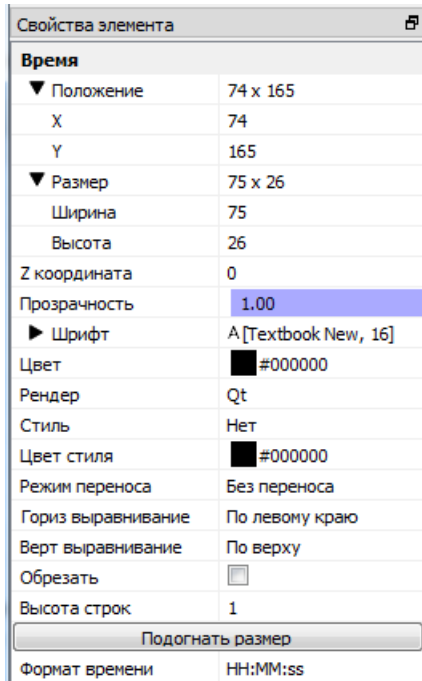 Свойства элемента
Время
Положение 74 x 165
X 74
Y 165
Размер 75 x 26
Ширина 75
Высота 26
Z координата 0
Прозрачность 1.00
Шрифт A [Textbook New, 16]
Цвет #000000
Рендер Qt
Стиль Нет
Цвет стиля #000000
Режим переноса Без переноса
Гориз выравнивание По левому краю
Верт выравнивание По верху
Обрезать
Высота строк 1
Подогнать размер
Формат времени HH:MM:ss